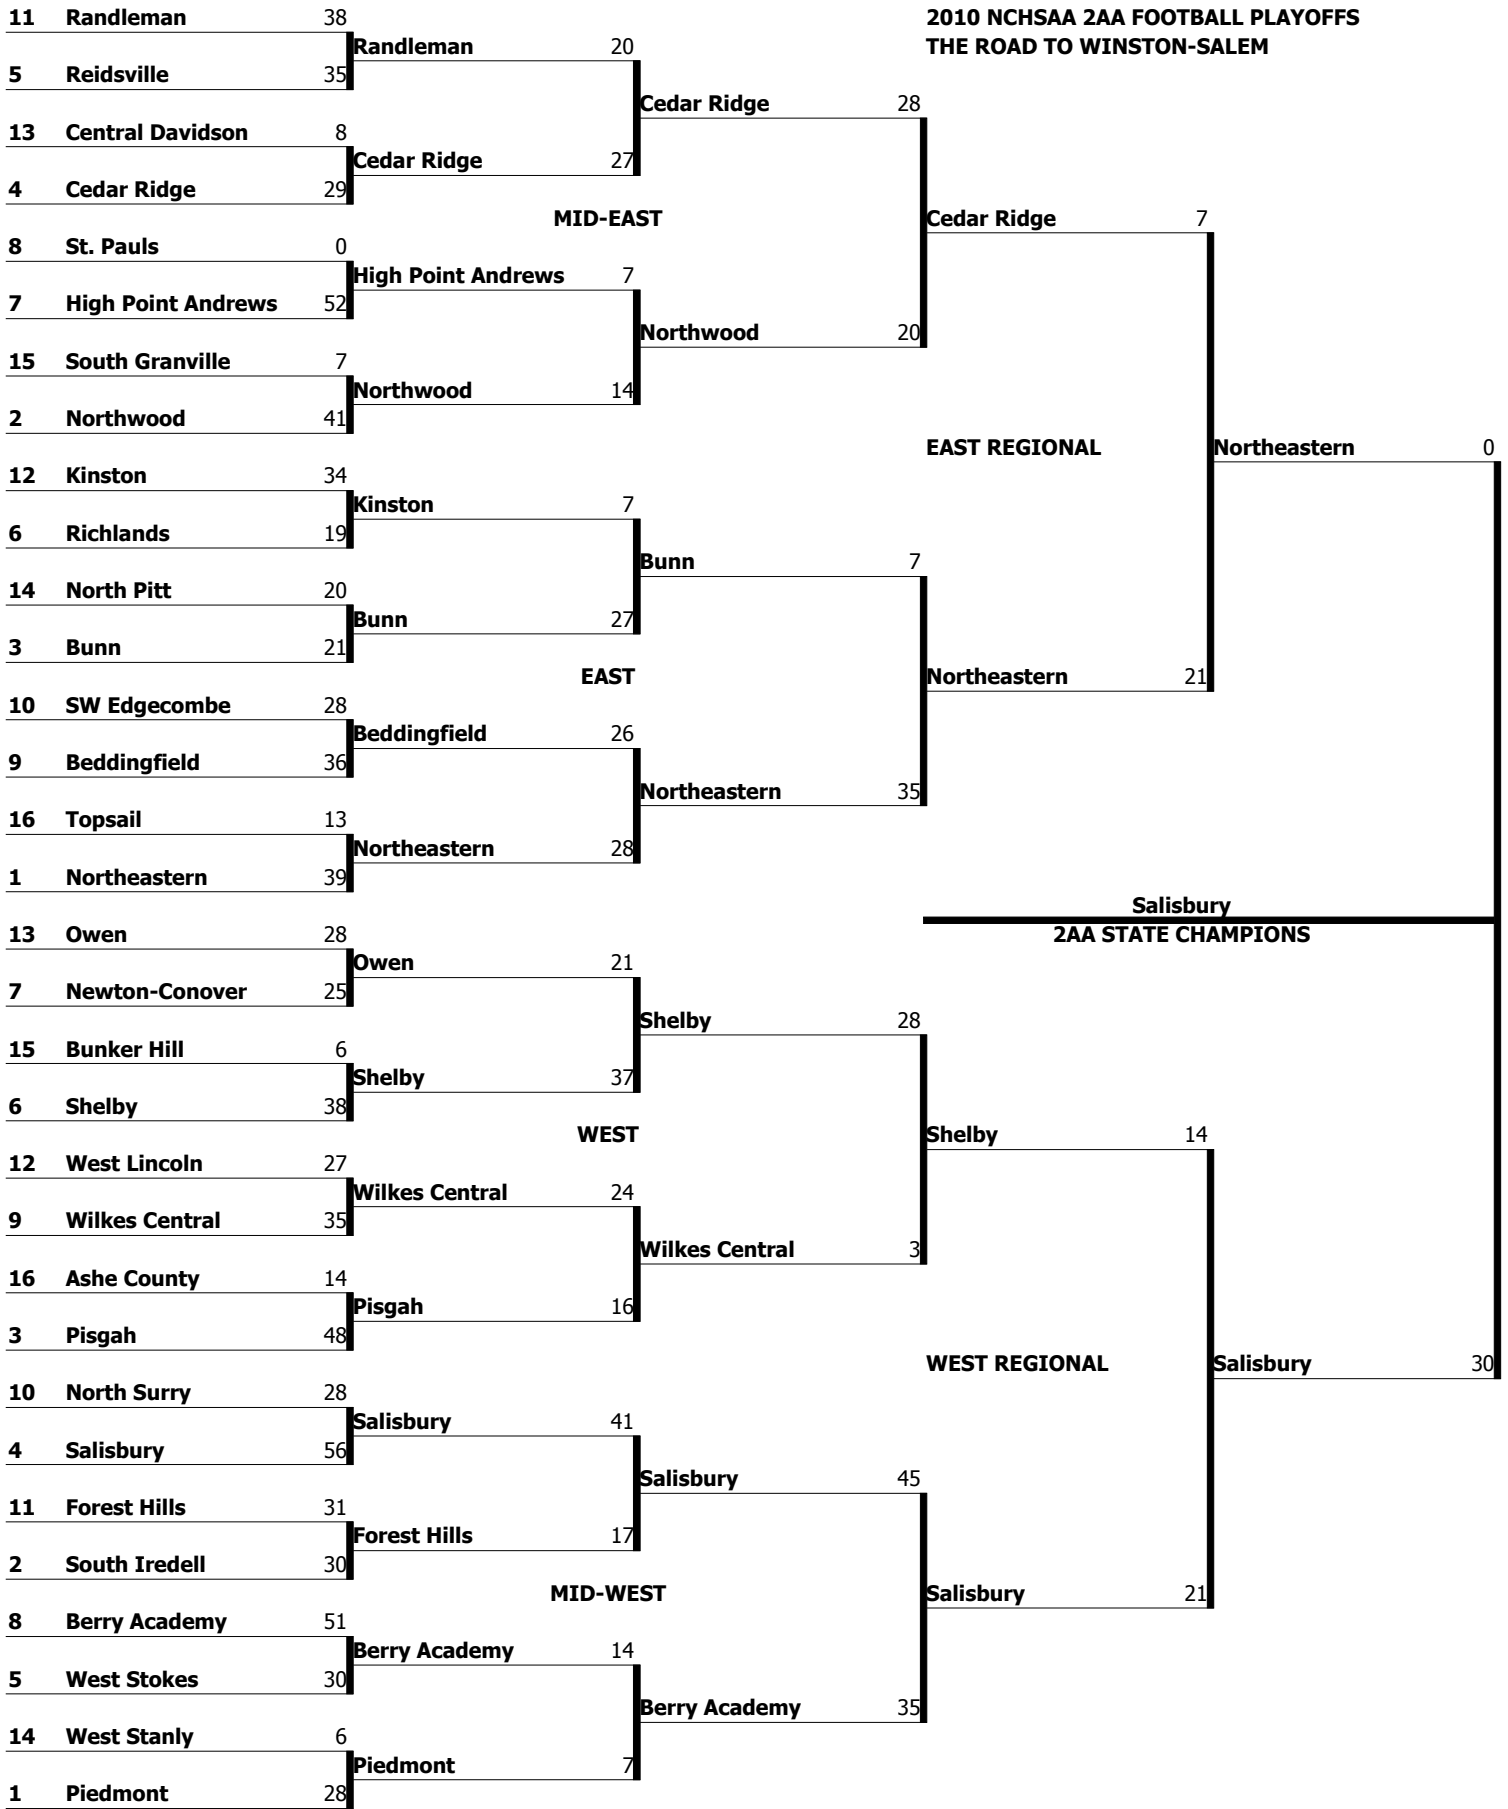 2010 NCHSAA 2AA FOOTBALL PLAYOFFS
THE ROAD TO WINSTON-SALEM
11 Randleman 38
5 Reidsville 35
13 Central Davidson 8
4 Cedar Ridge 29
8 St. Pauls 0
7 High Point Andrews 52
15 South Granville 7
2 Northwood 41
12 Kinston 34
6 Richlands 19
14 North Pitt 20
3 Bunn 21
10 SW Edgecombe 28
9 Beddingfield 36
16 Topsail 13
1 Northeastern 39
13 Owen 28
7 Newton-Conover 25
15 Bunker Hill 6
6 Shelby 38
12 West Lincoln 27
9 Wilkes Central 35
16 Ashe County 14
3 Pisgah 48
10 North Surry 28
4 Salisbury 56
11 Forest Hills 31
2 South Iredell 30
8 Berry Academy 51
5 West Stokes 30
14 West Stanly 6
1 Piedmont 28
Randleman 20
Cedar Ridge 27
MID-EAST
High Point Andrews 7
Northwood 14
Kinston 7
Bunn 27
EAST
Beddingfield 26
Northeastern 28
Owen 21
Shelby 37
WEST
Wilkes Central 24
Pisgah 16
Salisbury 41
Forest Hills 17
MID-WEST
Berry Academy 14
Piedmont 7
Cedar Ridge 28
Northwood 20
Bunn 7
Northeastern 35
Shelby 28
Wilkes Central 3
Salisbury 45
Berry Academy 35
Cedar Ridge 7
EAST REGIONAL
Northeastern 21
Shelby 14
WEST REGIONAL
Salisbury 21
Northeastern 0
Salisbury 30
Salisbury
2AA STATE CHAMPIONS